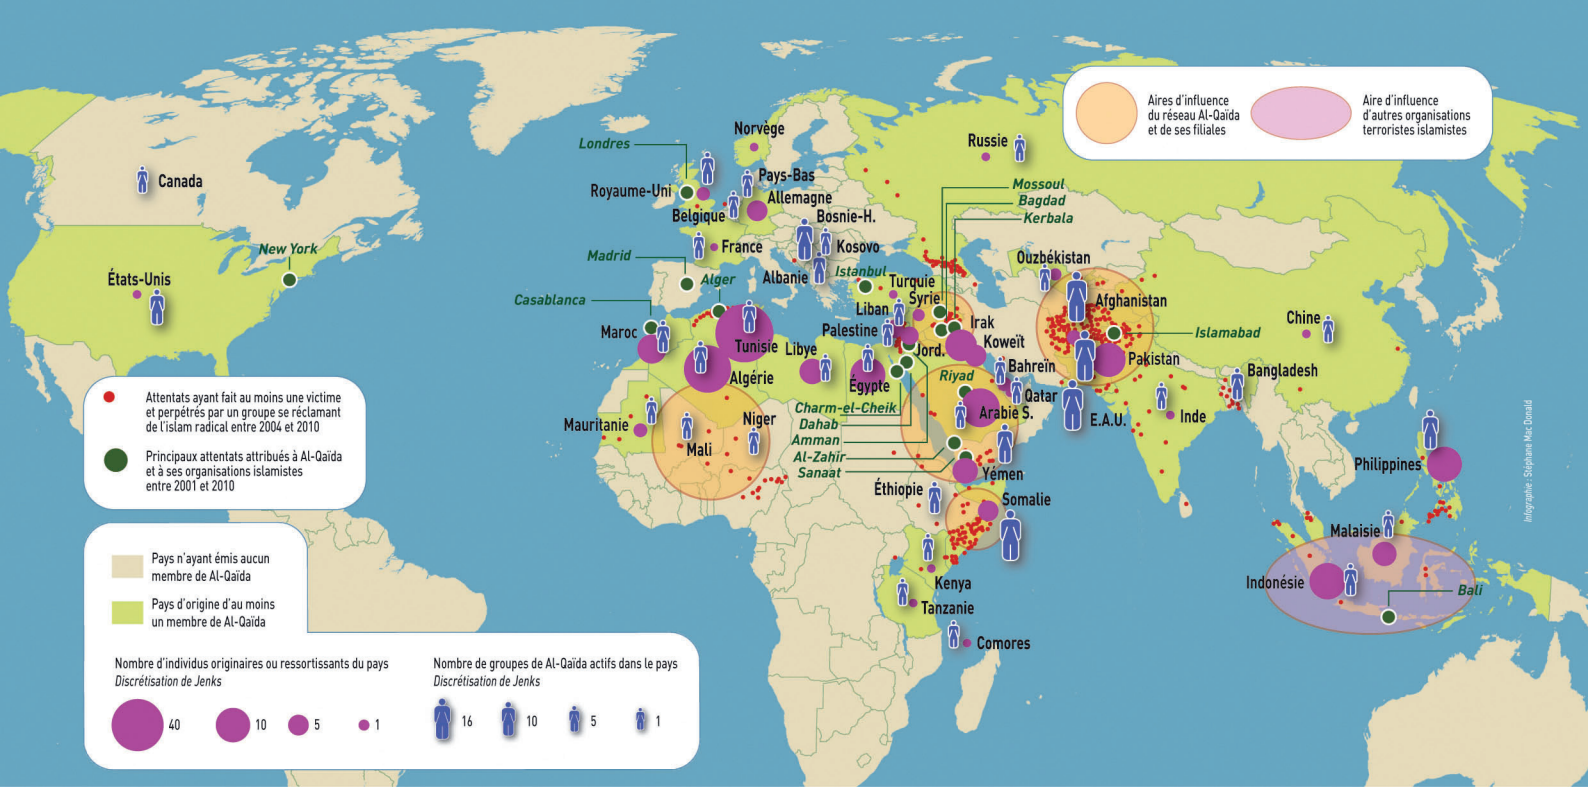 Aires d'influence
du réseau Al-Qaïda
et de ses filiales
Aire d'influence
d'autres organisations
terroristes islamistes
Norvège
Russie
Londres
Canada
Pays-Bas
Mossoul
Royaume-Uni
Allemagne
Bagdad
Belgique
Bosnie-H.
Kerbala
New York
France
Kosovo
Madrid
Ouzbékistan
États-Unis
Alger
Albanie
Istanbul
Turquie
Casablanca
Syrie
Afghanistan
Liban
Chine
Maroc
Palestine
Irak
Islamabad
Tunisie
Libye
Jord.
Koweït
Pakistan
Algérie
Égypte
Riyad
Bahreïn
Bangladesh
Qatar
Charm-el-Cheik
Arabie S.
E.A.U.
Inde
Mauritanie
Niger
Dahab
Mali
Amman
Al-Zahir
Sanaat
Yémen
Philippines
Éthiopie
Somalie
Malaisie
Kenya
Indonésie
Bali
Tanzanie
Comores
Attentats ayant fait au moins une victime
et perpétrés par un groupe se réclamant
de l'islam radical entre 2004 et 2010
Principaux attentats attribués à Al-Qaïda
et à ses organisations islamistes
entre 2001 et 2010
Pays n'ayant émis aucun
membre de Al-Qaïda
Pays d'origine d'au moins
un membre de Al-Qaïda
Nombre d'individus originaires ou ressortissants du pays
Discrétisation de Jenks
40
10
5
1
Nombre de groupes de Al-Qaïda actifs dans le pays
Discrétisation de Jenks
16
10
5
1
Infographie : Stéphane Mac Donald